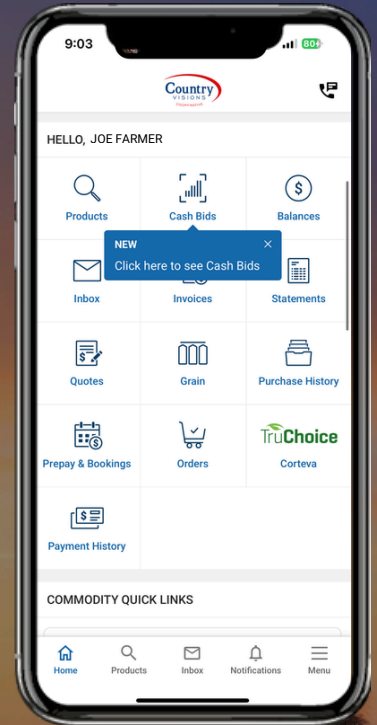 9:03
80
Country
VISIONS
COOPERATIVE
HELLO, JOE FARMER
Products
Cash Bids
Balances
NEW
Click here to see Cash Bids
Inbox
Invoices
Statements
Quotes
Grain
Purchase History
Prepay & Bookings
Orders
TruChoice
Corteva
Payment History
COMMODITY QUICK LINKS
Home
Products
Inbox
Notifications
Menu